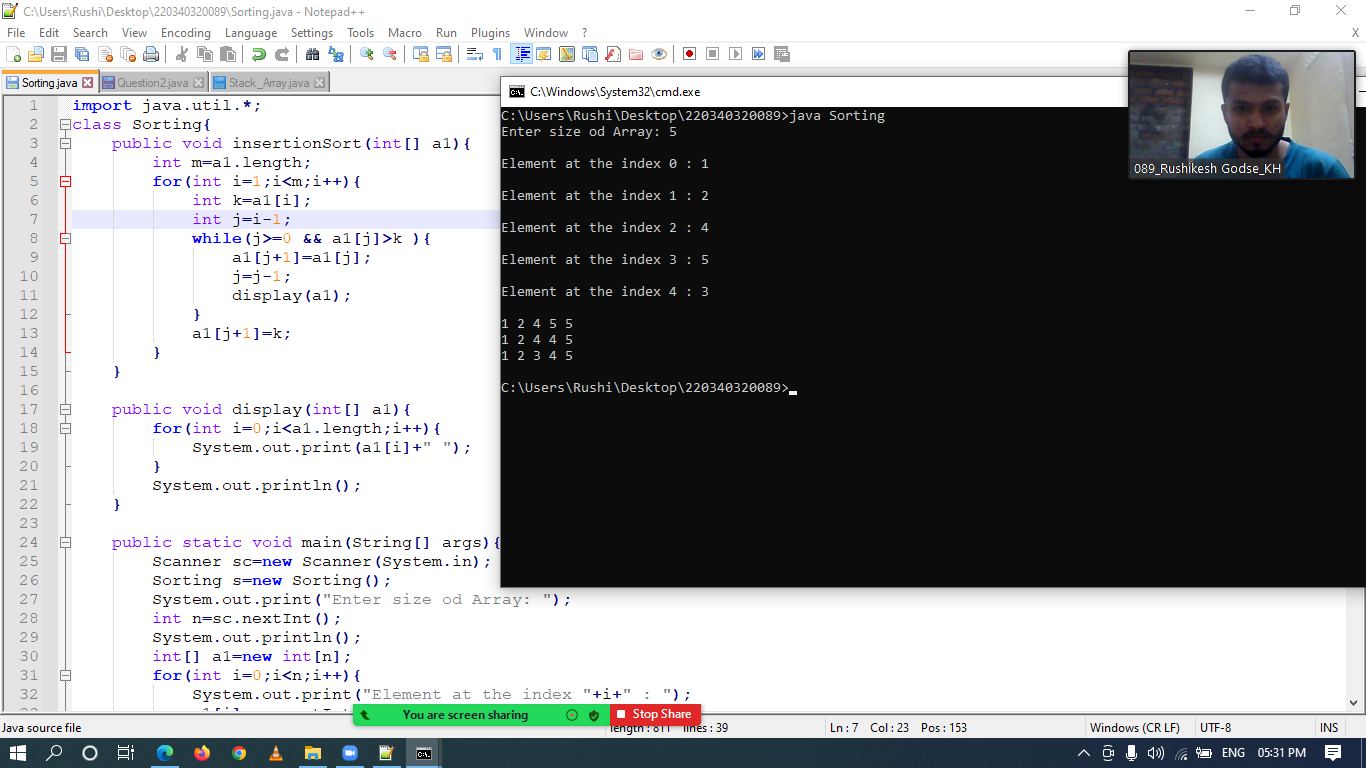 C:\Users\Rushi\Desktop\220340320089\Sorting.java - Notepad++
File Edit Search View Encoding Language Settings Tools Macro Run Plugins Window ? X
Sorting.java Question2.java Stack_Array.java
1 import java.util.*;
2 class Sorting{
3 public void insertionSort(int[] a1){
4 int m=a1.length;
5 for(int i=1;i<m;i++){
6 int k=a1[i];
7 int j=i-1;
8 while(j>=0 && a1[j]>k ){
9 a1[j+1]=a1[j];
10 j=j-1;
11 display(a1);
12 }
13 a1[j+1]=k;
14 }
15 }
16
17 public void display(int[] a1){
18 for(int i=0;i<a1.length;i++){
19 System.out.print(a1[i]+" ");
20 }
21 System.out.println();
22 }
23
24 public static void main(String[] args){
25 Scanner sc=new Scanner(System.in);
26 Sorting s=new Sorting();
27 System.out.print("Enter size od Array: ");
28 int n=sc.nextInt();
29 System.out.println();
30 int[] a1=new int[n];
31 for(int i=0;i<n;i++){
32 System.out.print("Element at the index "+i+" : ");
C:\Windows\System32\cmd.exe
C:\Users\Rushi\Desktop\220340320089>java Sorting
Enter size od Array: 5
Element at the index 0 : 1
Element at the index 1 : 2
Element at the index 2 : 4
Element at the index 3 : 5
Element at the index 4 : 3
1 2 4 5 5
1 2 4 4 5
1 2 3 4 5
C:\Users\Rushi\Desktop\220340320089>
089_Rushikesh Godse_KH
You are screen sharing Stop Share
Java source file length : 811 lines : 39 Ln : 7 Col : 23 Pos : 153 Windows (CR LF) UTF-8 INS
ENG 05:31 PM